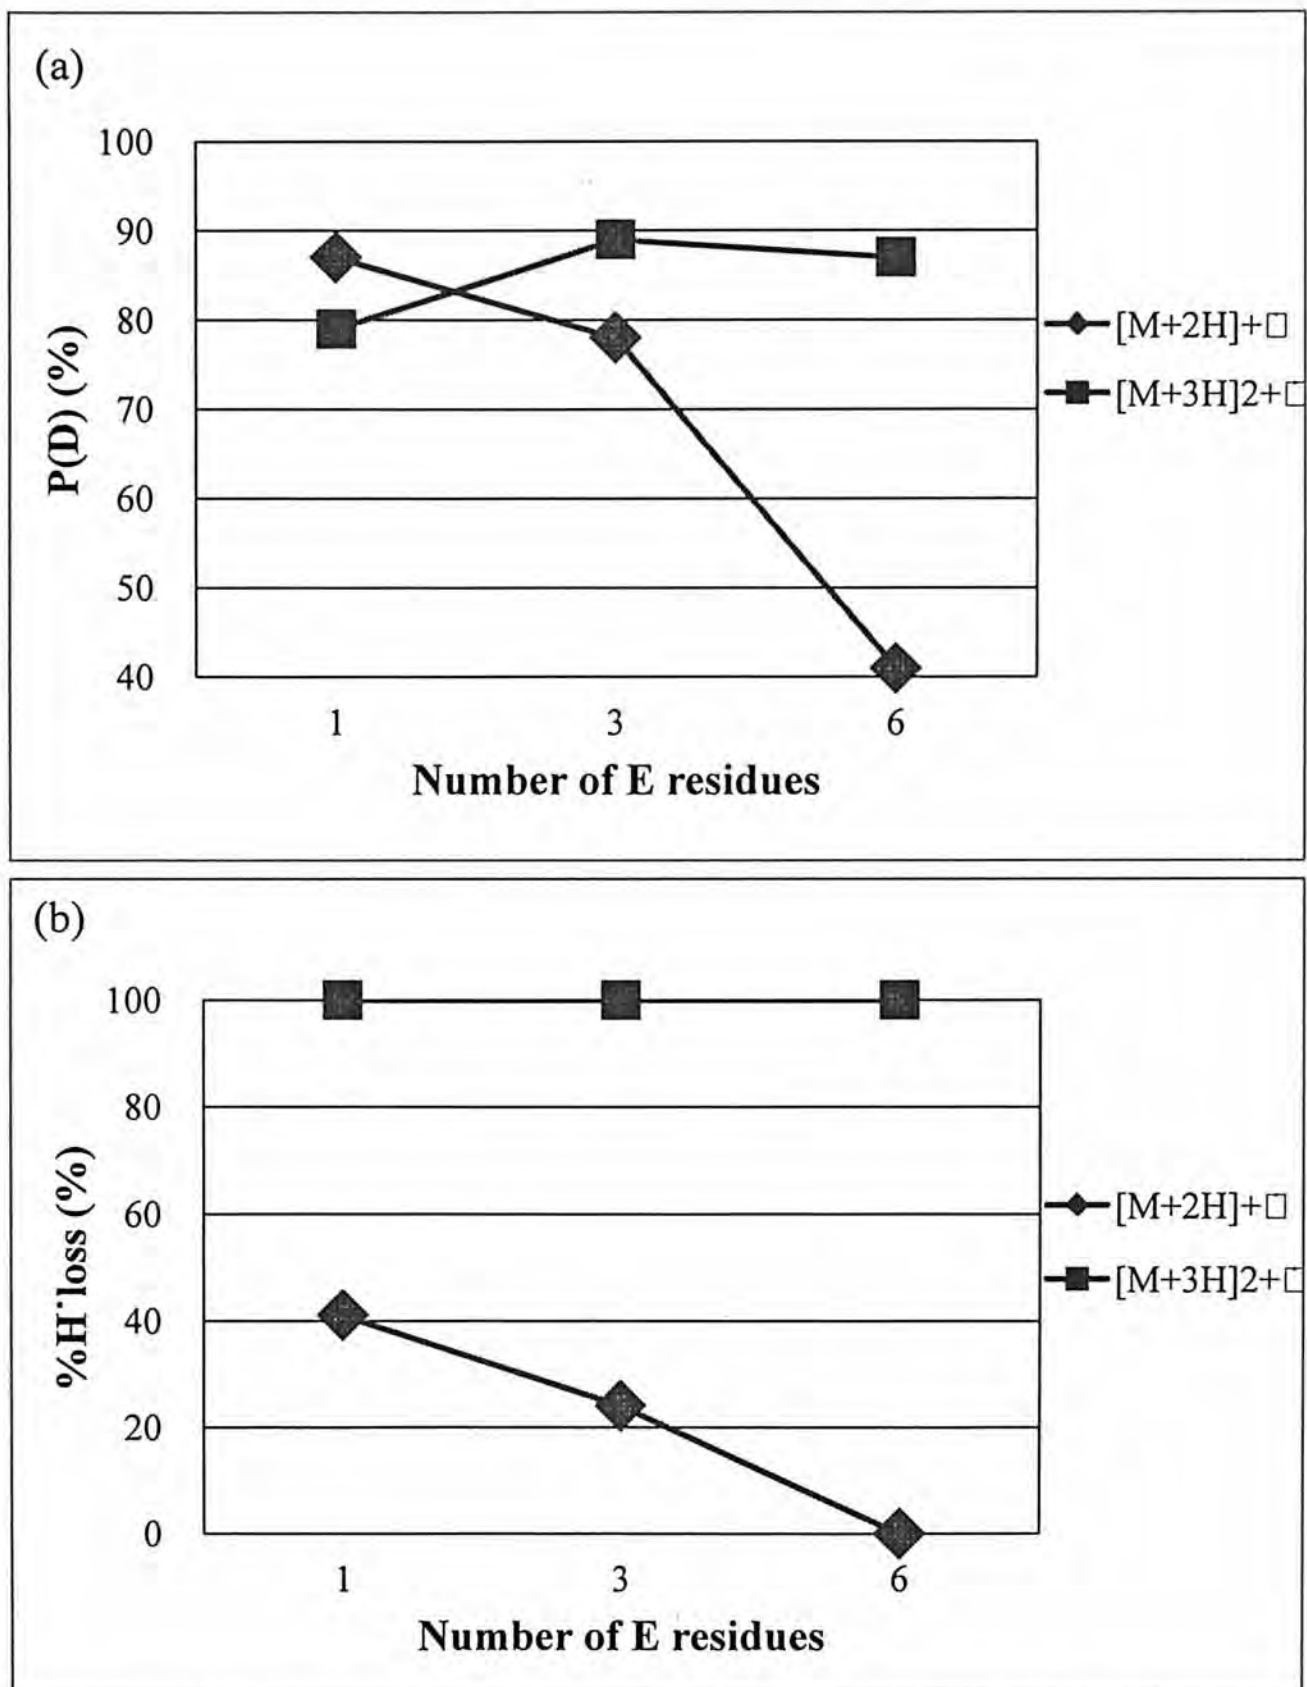 (a)
100
90
80
70
60
50
40
P(D) (%)
1 3 6
Number of E residues
[M+2H]+□
[M+3H]2+□
(b)
100
80
60
40
20
0
%H˙loss (%)
1 3 6
Number of E residues
[M+2H]+□
[M+3H]2+□